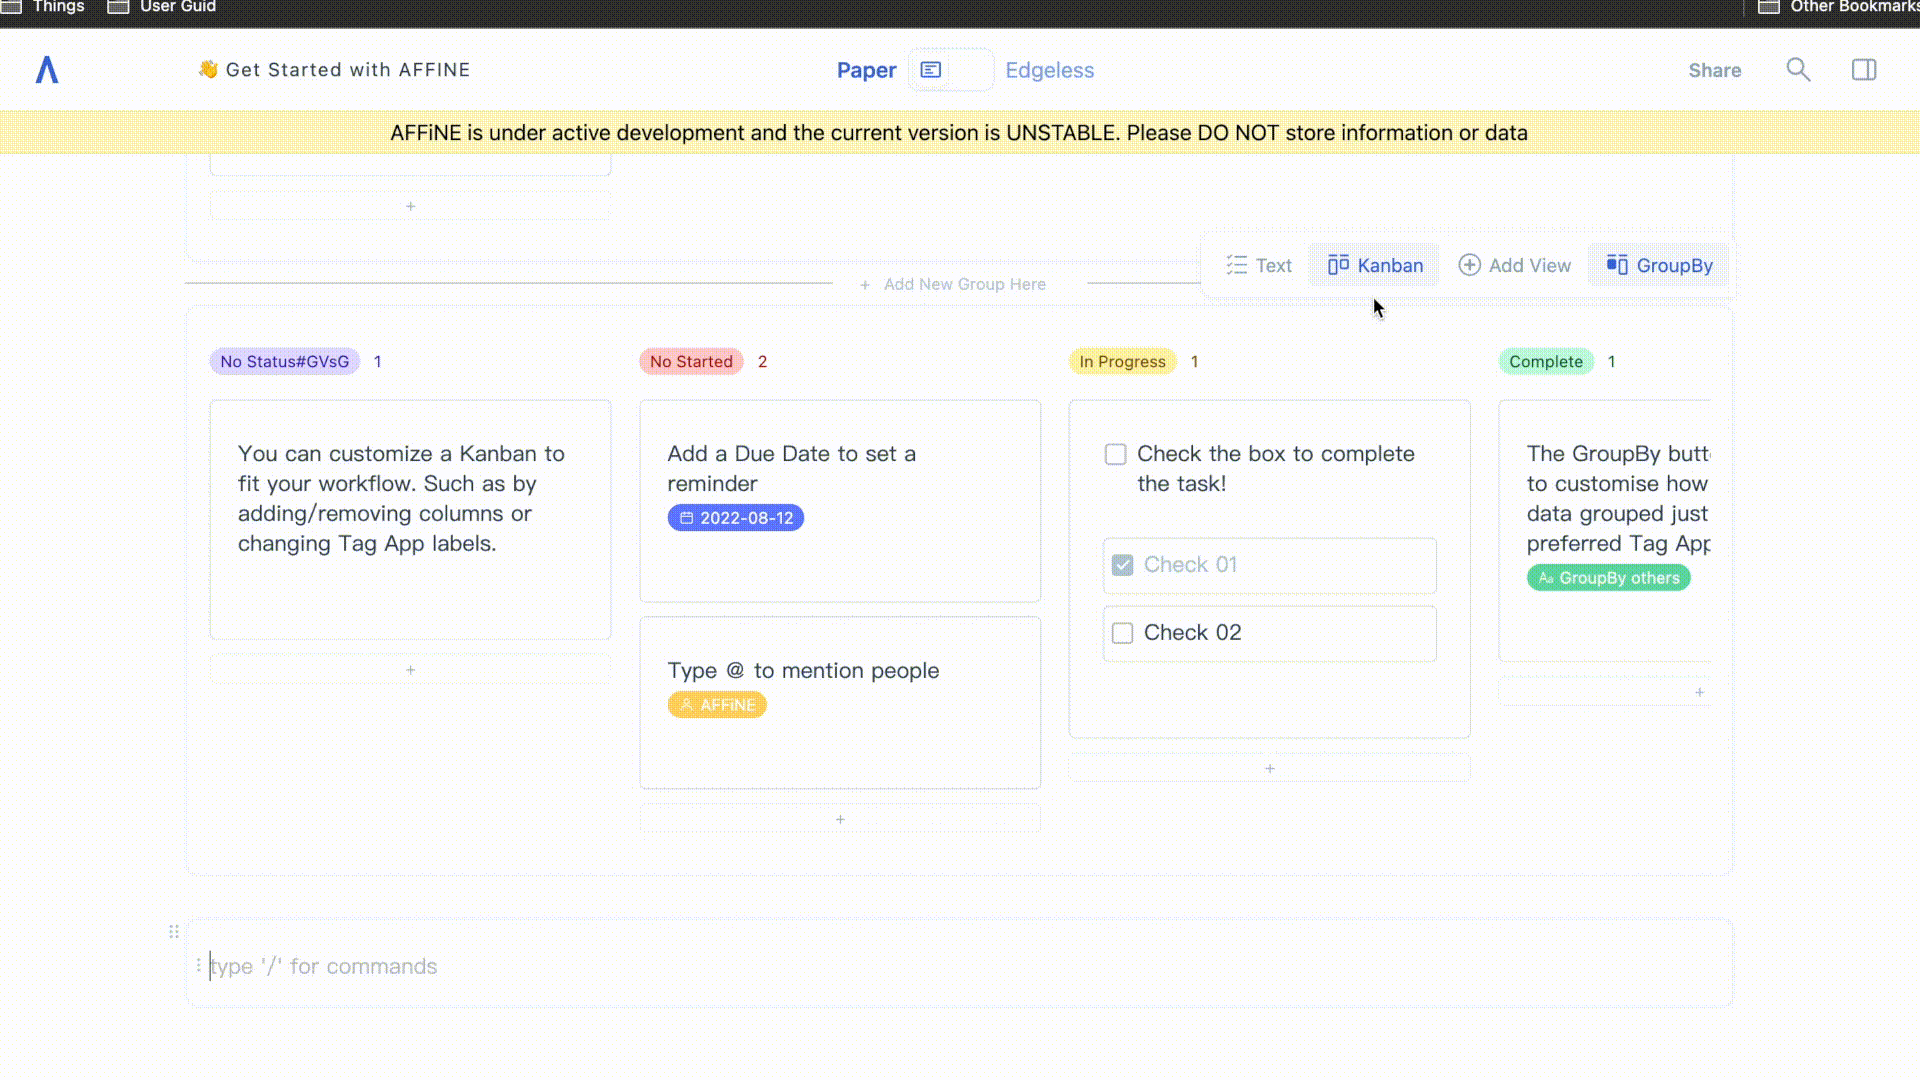 Things User Guid Other Bookmarks
👋 Get Started with AFFINE Paper Edgeless Share
AFFiNE is under active development and the current version is UNSTABLE. Please DO NOT store information or data
+
Text Kanban Add View GroupBy
+ Add New Group Here
No Status#GVsG 1
You can customize a Kanban to
fit your workflow. Such as by
adding/removing columns or
changing Tag App labels.
+
No Started 2
Add a Due Date to set a
reminder
2022-08-12
Type @ to mention people
AFFiNE
+
In Progress 1
Check the box to complete
the task!
Check 01
Check 02
+
Complete 1
The GroupBy butt
to customise how
data grouped just
preferred Tag App
Aa GroupBy others
+
type '/' for commands